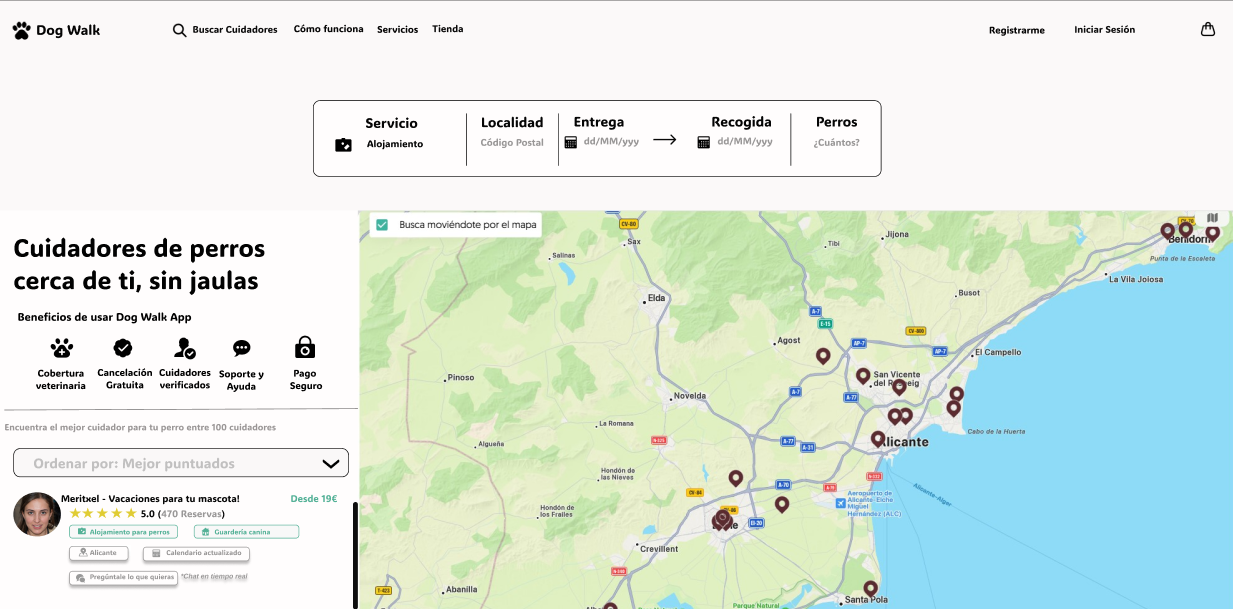 Dog Walk
Buscar Cuidadores
Cómo funciona
Servicios
Tienda
Registrarme
Iniciar Sesión
Servicio
Alojamiento
Localidad
Código Postal
Entrega
dd/MM/yyy
Recogida
dd/MM/yyy
Perros
¿Cuántos?
Cuidadores de perros
cerca de ti, sin jaulas
Beneficios de usar Dog Walk App
Cobertura
veterinaria
Cancelación
Gratuita
Cuidadores
verificados
Soporte y
Ayuda
Pago
Seguro
Encuentra el mejor cuidador para tu perro entre 100 cuidadores
Ordenar por: Mejor puntuados
Meritxel - Vacaciones para tu mascota!
Desde 19€
5.0 (470 Reservas)
Alojamiento para perros
Guardería canina
Alicante
Calendario actualizado
Pregúntale lo que quieras
*Chat en tiempo real
Busca moviéndote por el mapa
CV-80
Sax
Salinas
Elda
Tibi
Jijona
Benidorm
Punta de la Escaleta
La Vila Joiosa
Busot
A-7
E-15
CV-800
Agost
AP-7
AP-7
El Campello
Pinoso
San Vicente
del Raspeig
A-7
A-77
Novelda
La Romana
N-325
Cabo de la Huerta
Algueña
A-77
A-31
Alicante
Hondón de
las Nieves
A-70
N-332
CV-84
Aeropuerto de
Alicante-Elche
Miguel
Hernández (ALC)
Alicante-Alger
Hondón de
los Frailes
Crevillent
N-340
T-423
Abanilla
Santa Pola
Parque Natural